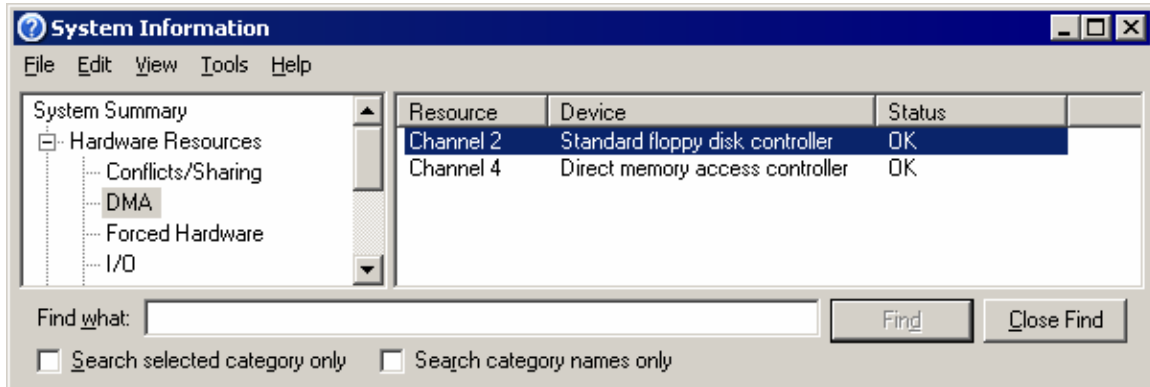 System Information
File Edit View Tools Help
System Summary
Hardware Resources
Conflicts/Sharing
DMA
Forced Hardware
I/O
Resource Device Status
Channel 2 Standard floppy disk controller OK
Channel 4 Direct memory access controller OK
Find what: Find Close Find
Search selected category only Search category names only